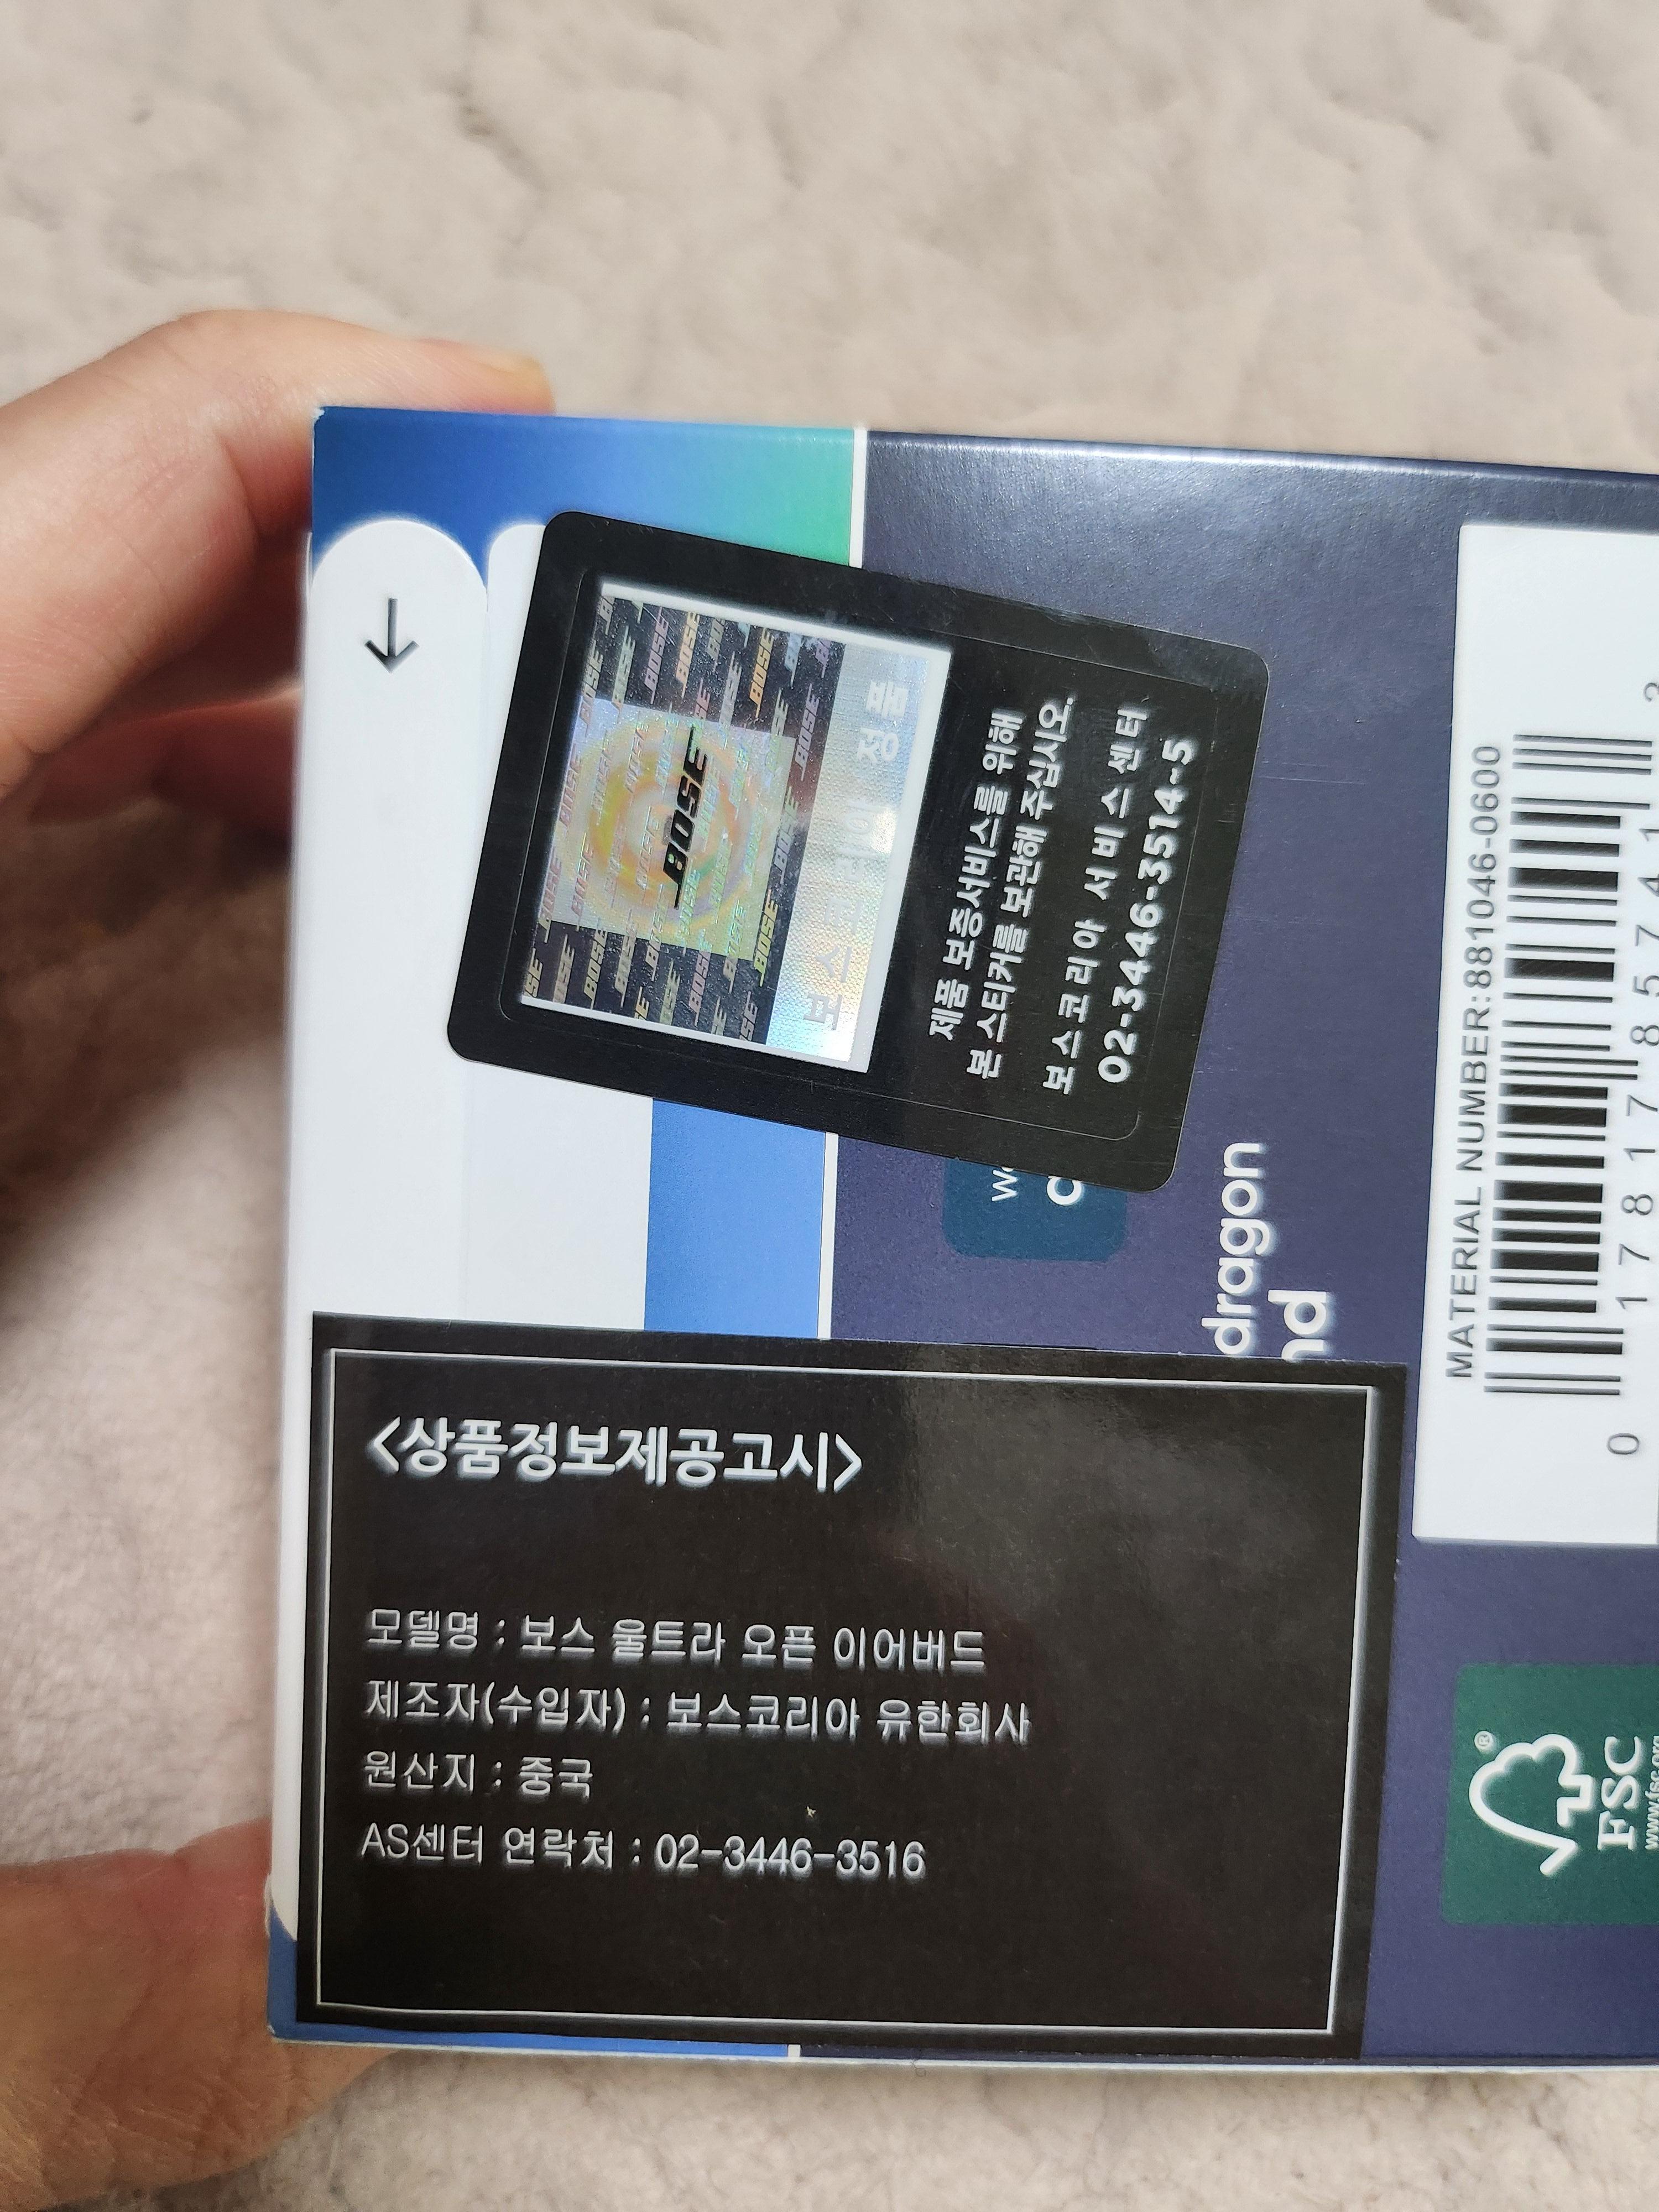 BOSE
보스코리아 정품
제품 보증서비스를 위해
본 스티커를 보관해 주십시오.
보스코리아 서비스센터
02-3446-3514~5
dragon
MATERIAL NUMBER:881046-0600
0 17817 85741 2
<상품정보제공고시>
모델명 : 보스 울트라 오픈 이어버드
제조자(수입자) : 보스코리아 유한회사
원산지 : 중국
AS센터 연락처 : 02-3446-3516
FSC
www.fsc.org